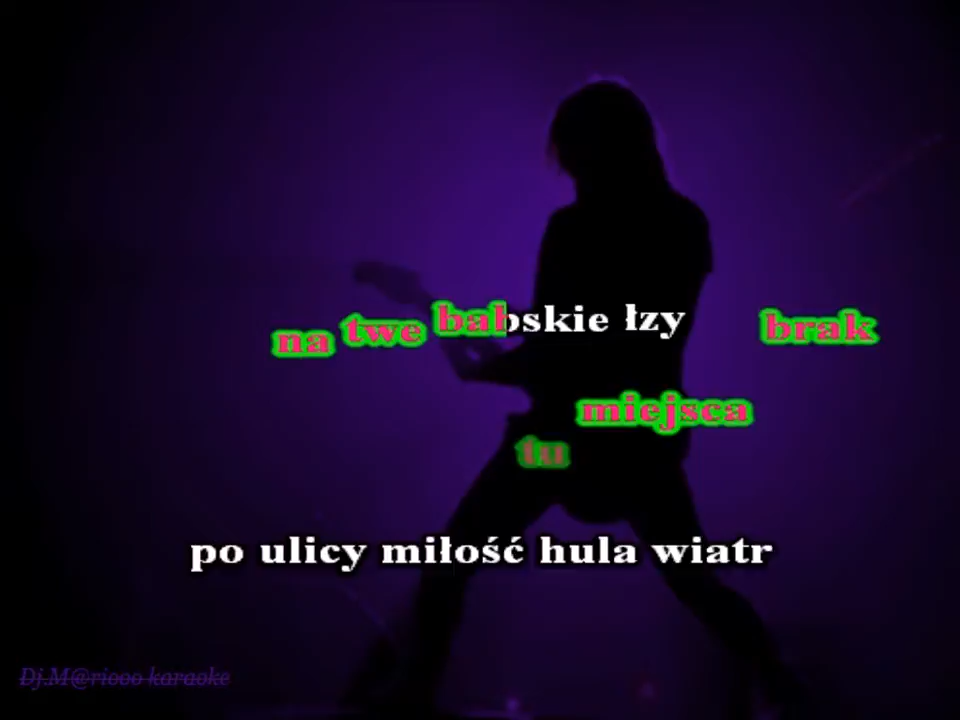 na twe babskie łzy brak
miejsca
tu
po ulicy miłość hula wiatr
Dj.M@riooo karaoke